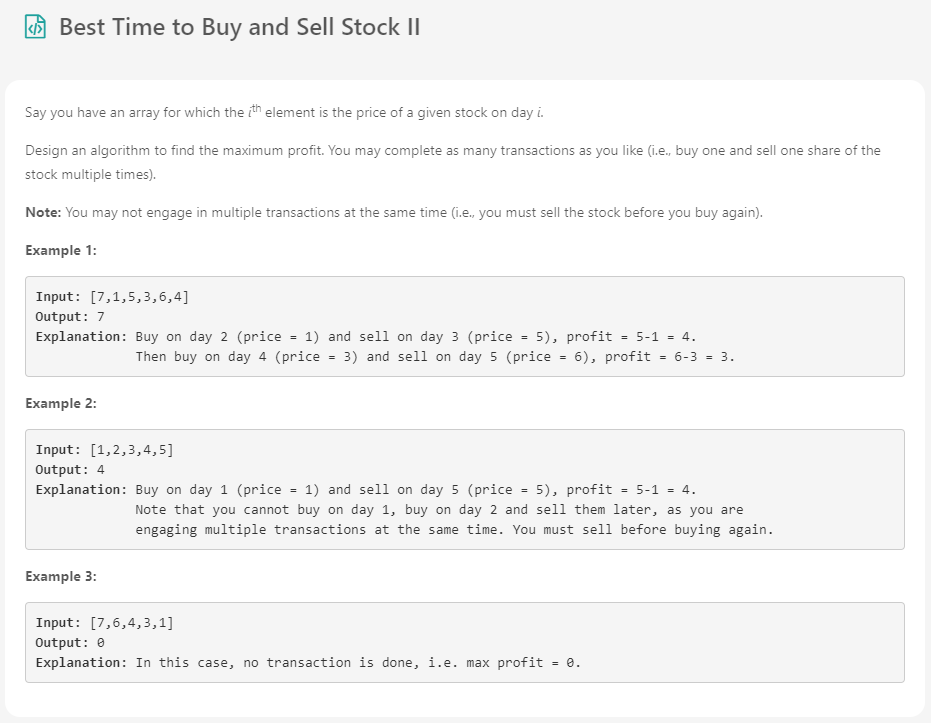 Best Time to Buy and Sell Stock II
Say you have an array for which the ith element is the price of a given stock on day i.
Design an algorithm to find the maximum profit. You may complete as many transactions as you like (i.e., buy one and sell one share of the
stock multiple times).
Note: You may not engage in multiple transactions at the same time (i.e., you must sell the stock before you buy again).
Example 1:
Input: [7,1,5,3,6,4]
Output: 7
Explanation: Buy on day 2 (price = 1) and sell on day 3 (price = 5), profit = 5-1 = 4.
Then buy on day 4 (price = 3) and sell on day 5 (price = 6), profit = 6-3 = 3.
Example 2:
Input: [1,2,3,4,5]
Output: 4
Explanation: Buy on day 1 (price = 1) and sell on day 5 (price = 5), profit = 5-1 = 4.
Note that you cannot buy on day 1, buy on day 2 and sell them later, as you are
engaging multiple transactions at the same time. You must sell before buying again.
Example 3:
Input: [7,6,4,3,1]
Output: 0
Explanation: In this case, no transaction is done, i.e. max profit = 0.